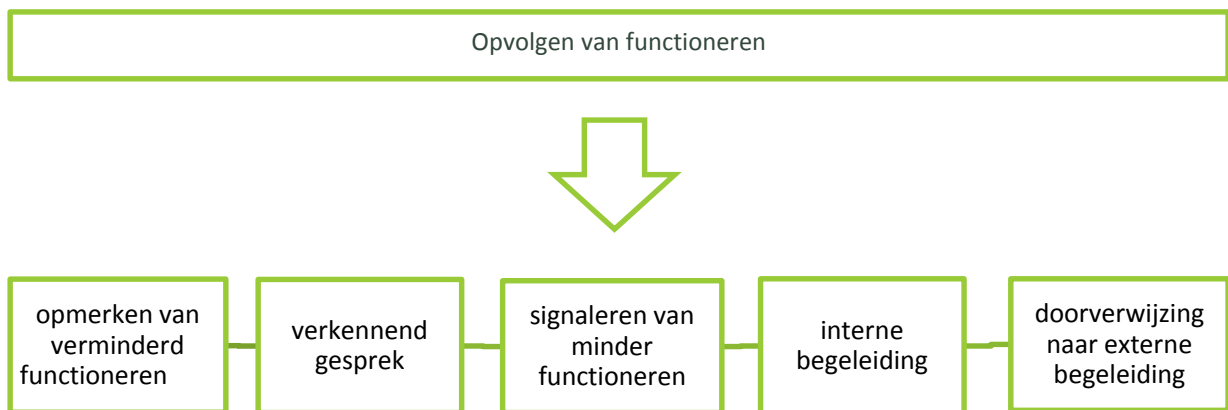 Opvolgen van functioneren
opmerken van
verminderd
functioneren
verkennend
gesprek
signaleren van
minder
functioneren
interne
begeleiding
doorverwijzing
naar externe
begeleiding